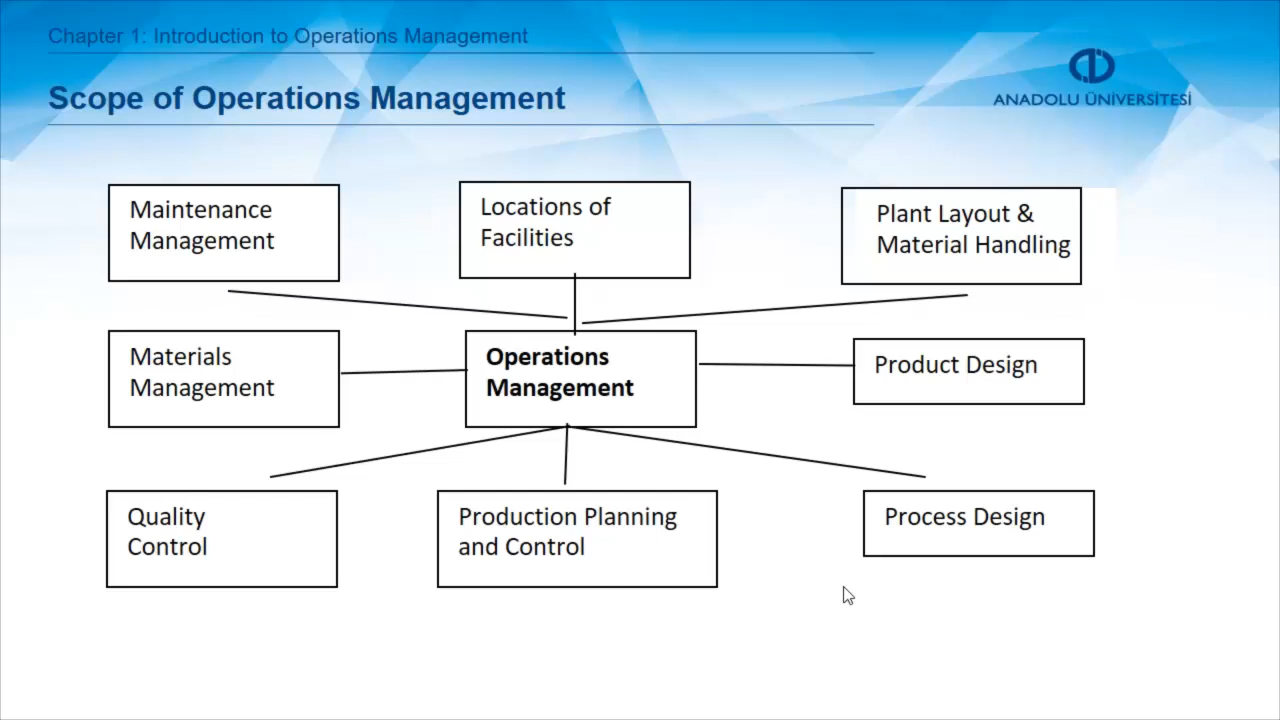 Chapter 1: Introduction to Operations Management
Scope of Operations Management
ANADOLU ÜNİVERSİTESİ
Maintenance
Management
Locations of
Facilities
Plant Layout &
Material Handling
Materials
Management
Operations
Management
Product Design
Quality
Control
Production Planning
and Control
Process Design